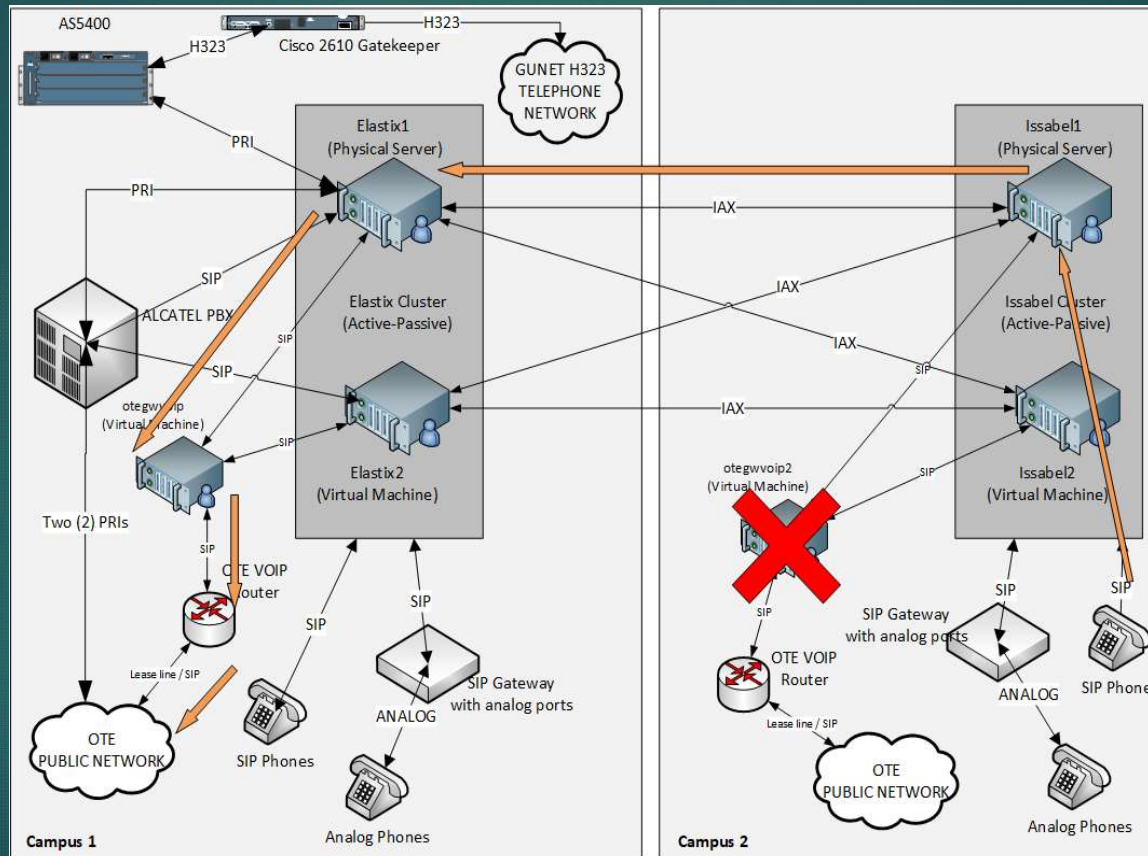 AS5400
H323
Cisco 2610 Gatekeeper
H323
GUNET H323
TELEPHONE
NETWORK
PRI
Elastix1
(Physical Server)
Issabel1
(Physical Server)
PRI
IAX
SIP
ALCATEL PBX
Elastix Cluster
(Active-Passive)
IAX
Issabel Cluster
(Active-Passive)
SIP
IAX
SIP
SIP
otegwvoip
(Virtual Machine)
SIP
IAX
Elastix2
(Virtual Machine)
otegwvoip2
(Virtual Machine)
SIP
Issabel2
(Virtual Machine)
Two (2) PRIs
SIP
OTE VOIP
Router
SIP
SIP
SIP
SIP
SIP
SIP Gateway
with analog ports
Lease line / SIP
SIP Gateway
with analog ports
OTE VOIP
Router
ANALOG
SIP Phone
ANALOG
OTE
PUBLIC NETWORK
SIP Phones
Lease line / SIP
OTE
PUBLIC NETWORK
Analog Phones
Analog Phones
Campus 1
Campus 2